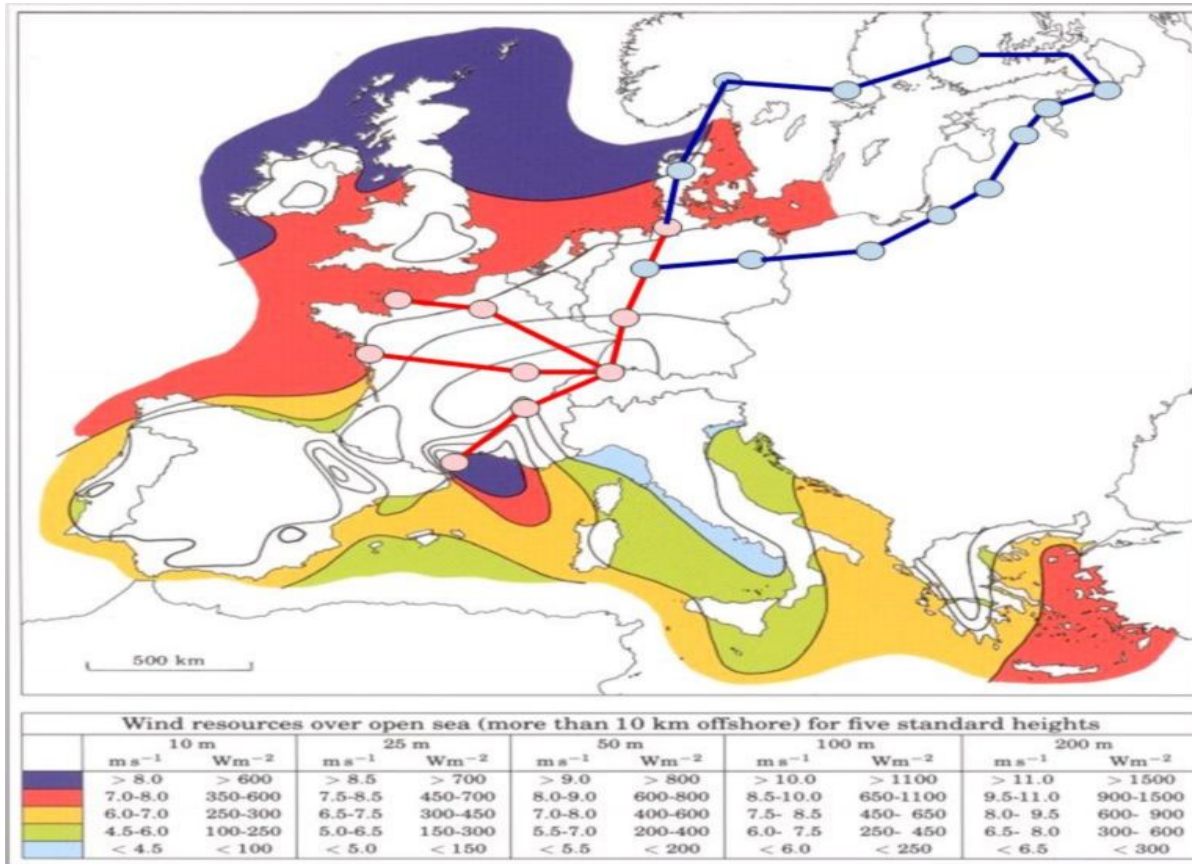 500 km
Wind resources over open sea (more than 10 km offshore) for five standard heights
10 m 25 m 50 m 100 m 200 m
m s⁻¹ Wm⁻² m s⁻¹ Wm⁻² m s⁻¹ Wm⁻² m s⁻¹ Wm⁻² m s⁻¹ Wm⁻²
> 8.0 > 600 > 8.5 > 700 > 9.0 > 800 > 10.0 > 1100 > 11.0 > 1500
7.0-8.0 350-600 7.5-8.5 450-700 8.0-9.0 600-800 8.5-10.0 650-1100 9.5-11.0 900-1500
6.0-7.0 250-300 6.5-7.5 300-450 7.0-8.0 400-600 7.5- 8.5 450- 650 8.0- 9.5 600- 900
4.5-6.0 100-250 5.0-6.5 150-300 5.5-7.0 200-400 6.0- 7.5 250- 450 6.5- 8.0 300- 600
< 4.5 < 100 < 5.0 < 150 < 5.5 < 200 < 6.0 < 250 < 6.5 < 300